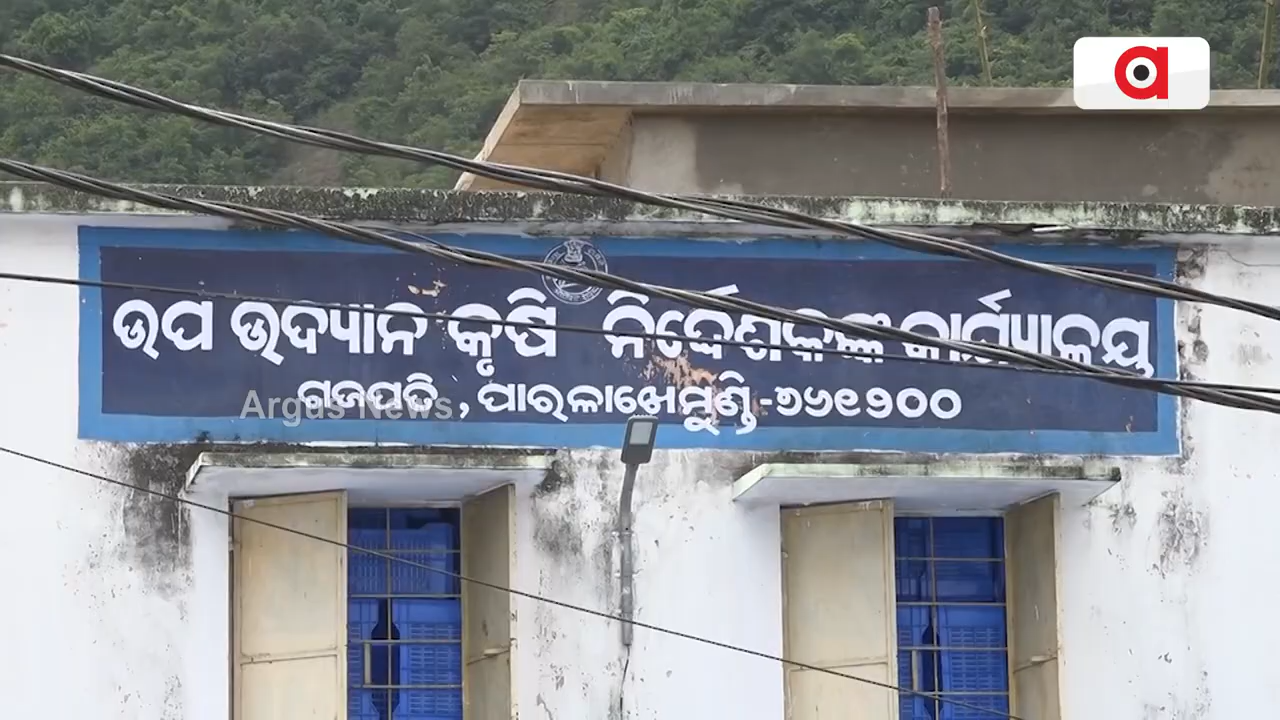 ଉପ ଉଦ୍ୟାନ କୃଷି ନିର୍ଦ୍ଦେଶକଙ୍କ କାର୍ଯ୍ୟାଳୟ
ଗଜପତି, ପାରଳାଖେମୁଣ୍ଡି-୭୬୧୨୦୦
Argus News